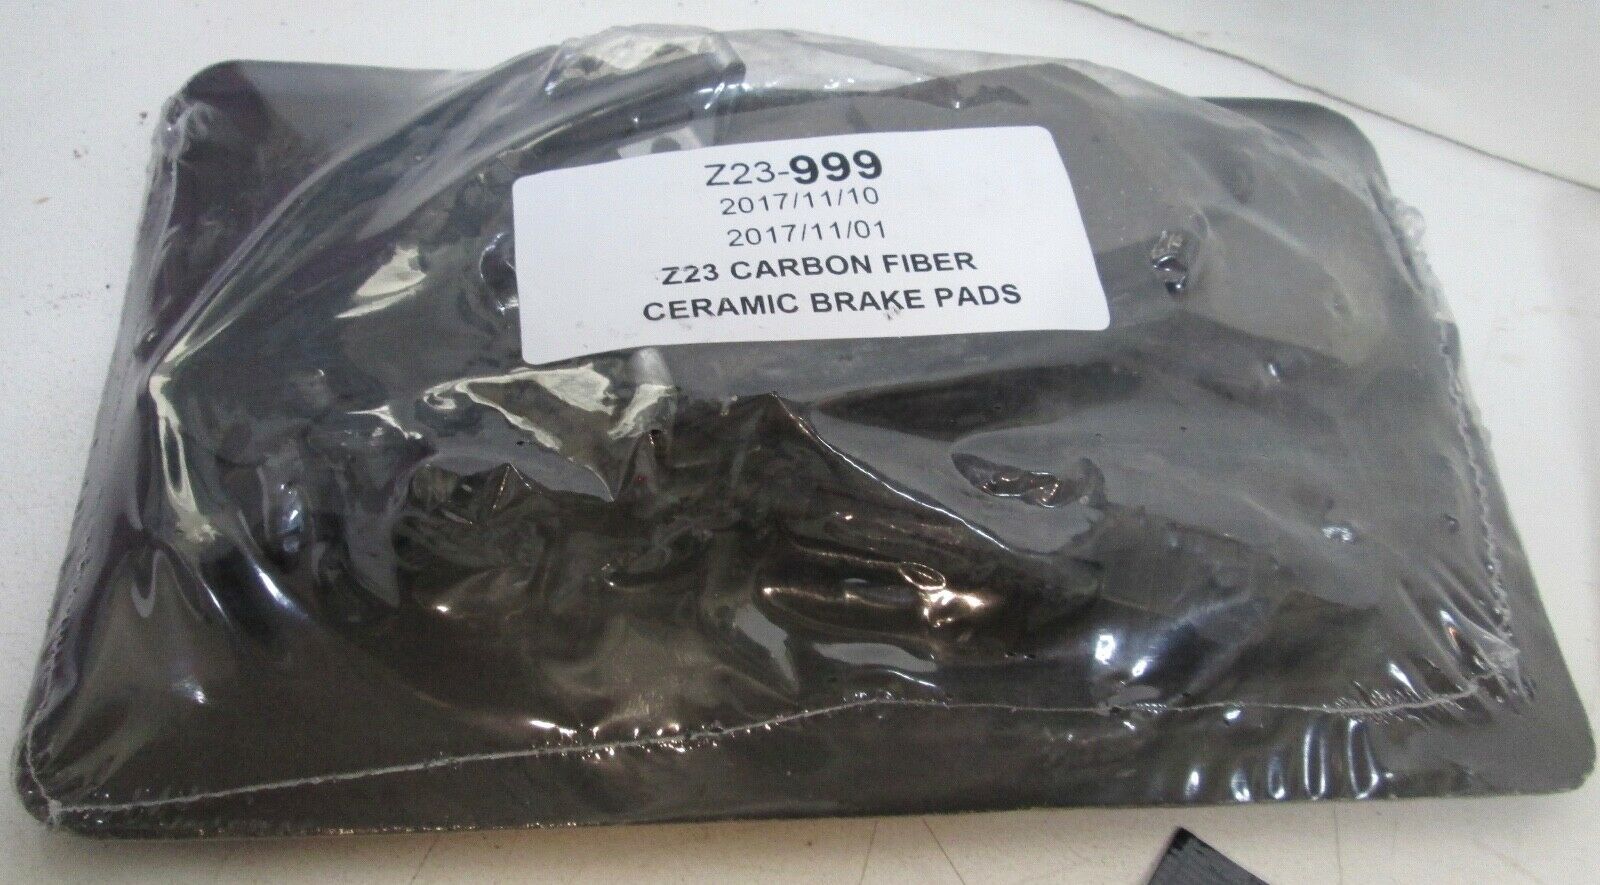 Z23-999
2017/11/10
2017/11/01
Z23 CARBON FIBER
CERAMIC BRAKE PADS